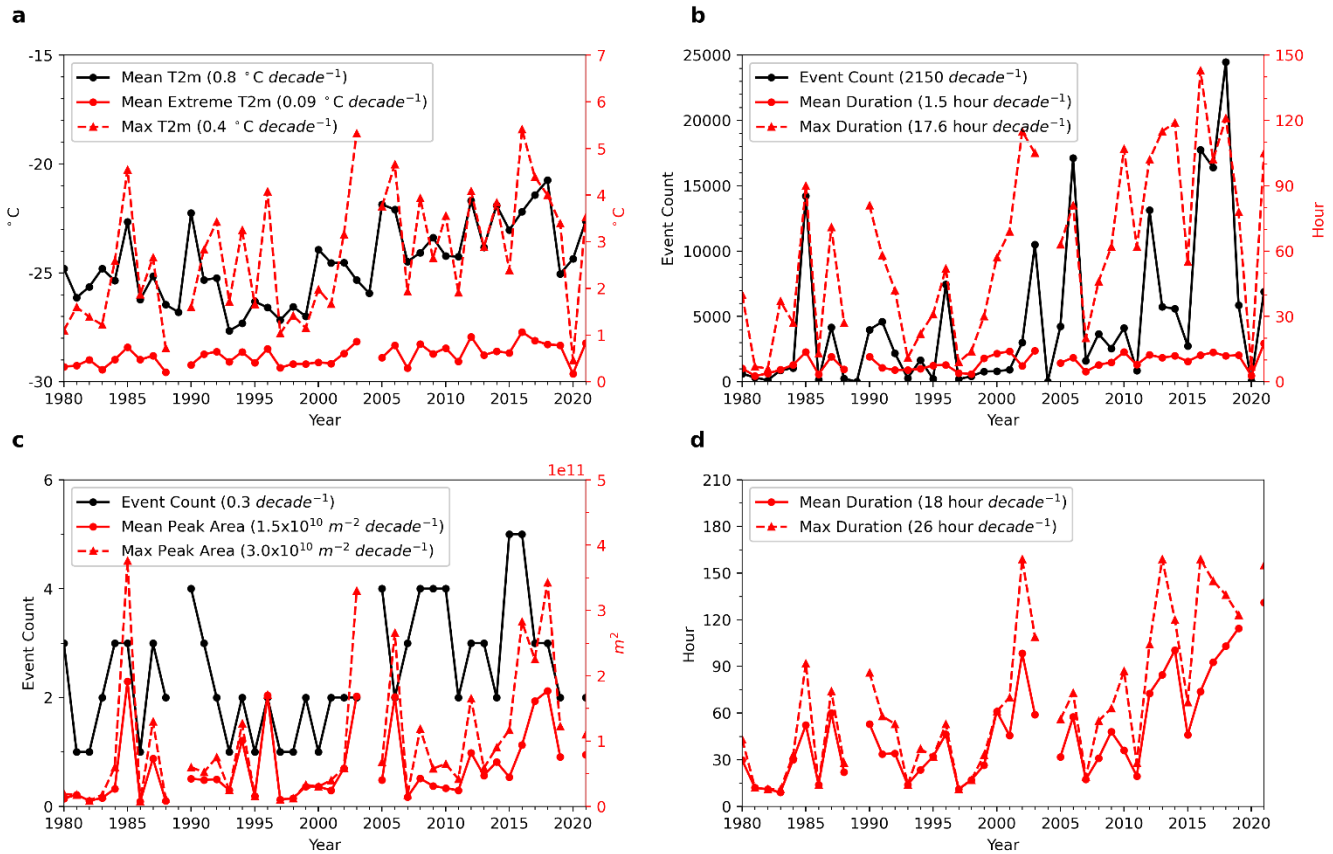 a
-15
-20
-25
-30
°C
7
6
5
4
3
2
1
0
°C
Mean T2m (0.8 °C decade⁻¹)
Mean Extreme T2m (0.09 °C decade⁻¹)
Max T2m (0.4 °C decade⁻¹)
1980 1985 1990 1995 2000 2005 2010 2015 2020
Year
b
25000
20000
15000
10000
5000
0
Event Count
150
120
90
60
30
0
Hour
Event Count (2150 decade⁻¹)
Mean Duration (1.5 hour decade⁻¹)
Max Duration (17.6 hour decade⁻¹)
1980 1985 1990 1995 2000 2005 2010 2015 2020
Year
c
6
4
2
0
Event Count
1e11
5
4
3
2
1
0
m²
Event Count (0.3 decade⁻¹)
Mean Peak Area (1.5x10¹⁰ m⁻² decade⁻¹)
Max Peak Area (3.0x10¹⁰ m⁻² decade⁻¹)
1980 1985 1990 1995 2000 2005 2010 2015 2020
Year
d
210
180
150
120
90
60
30
0
Hour
Mean Duration (18 hour decade⁻¹)
Max Duration (26 hour decade⁻¹)
1980 1985 1990 1995 2000 2005 2010 2015 2020
Year